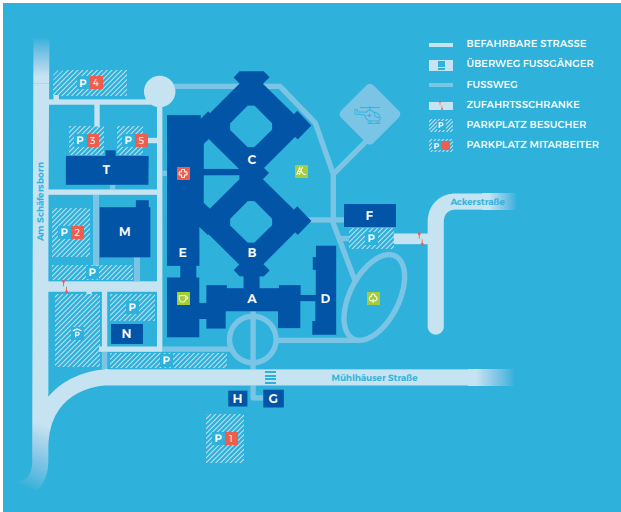 BEFAHRBARE STRASSE
ÜBERWEG FUSSGÄNGER
FUSSWEG
ZUFAHRTSSCHRANKE
P PARKPLATZ BESUCHER
P PARKPLATZ MITARBEITER
P 4
P 3
P 5
T
C
Am Schäfersborn
Ackerstraße
F
P 2
M
P
E
B
P
A
D
P
P
N
P
Mühlhäuser Straße
H
G
P 1